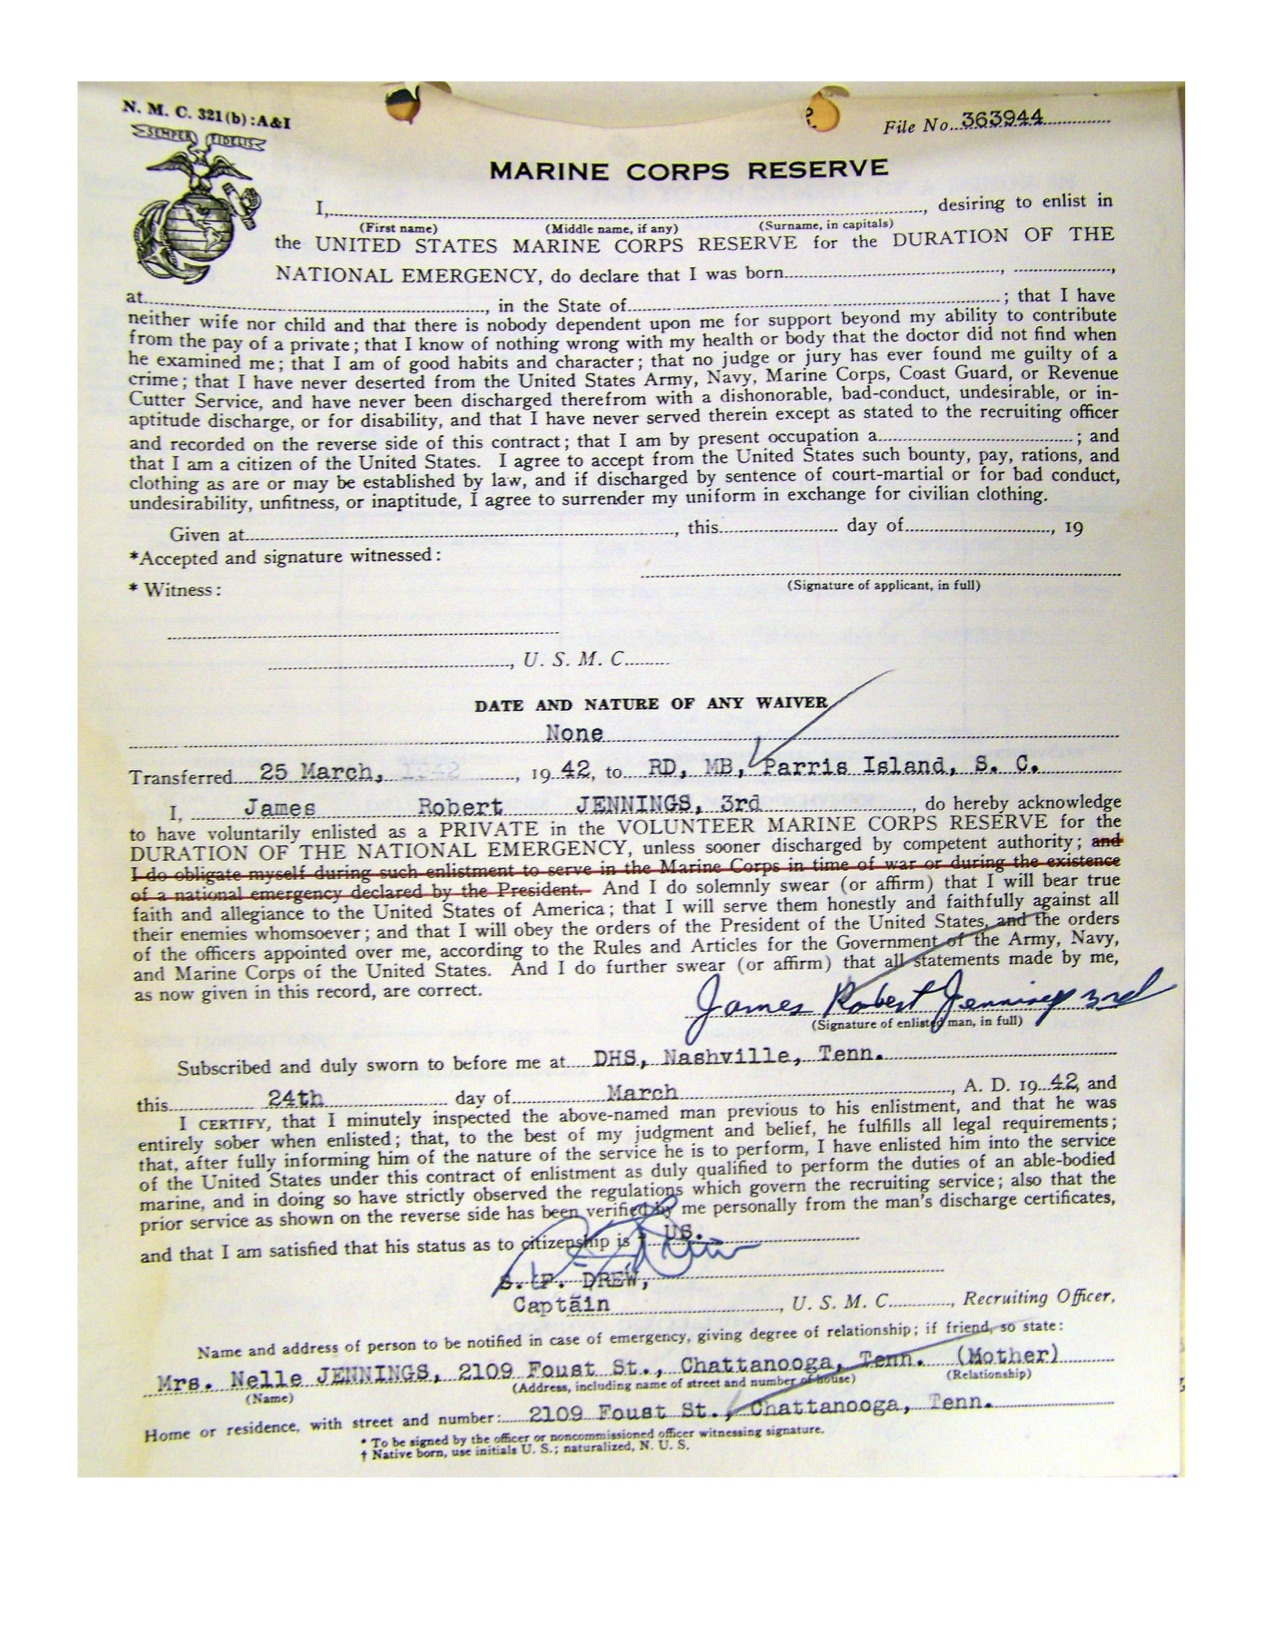 N. M. C. 321(b):A&I
SEMPER FIDELIS
File No. 363944
MARINE CORPS RESERVE
I,, desiring to enlist in
(First name) (Middle name, if any) (Surname, in capitals)
the UNITED STATES MARINE CORPS RESERVE for the DURATION OF THE
NATIONAL EMERGENCY, do declare that I was born, ,
at, in the State of; that I have
neither wife nor child and that there is nobody dependent upon me for support beyond my ability to contribute
from the pay of a private; that I know of nothing wrong with my health or body that the doctor did not find when
he examined me; that I am of good habits and character; that no judge or jury has ever found me guilty of a
crime; that I have never deserted from the United States Army, Navy, Marine Corps, Coast Guard, or Revenue
Cutter Service, and have never been discharged therefrom with a dishonorable, bad-conduct, undesirable, or in-
aptitude discharge, or for disability, and that I have never served therein except as stated to the recruiting officer
and recorded on the reverse side of this contract; that I am by present occupation a; and
that I am a citizen of the United States. I agree to accept from the United States such bounty, pay, rations, and
clothing as are or may be established by law, and if discharged by sentence of court-martial or for bad conduct,
undesirability, unfitness, or inaptitude, I agree to surrender my uniform in exchange for civilian clothing.
Given at, this day of, 19
*Accepted and signature witnessed:
(Signature of applicant, in full)
* Witness:
, U. S. M. C.
DATE AND NATURE OF ANY WAIVER
None
Transferred 25 March, 1942, 19 42, to RD, MB, Parris Island, S. C.
I, James Robert JENNINGS, 3rd, do hereby acknowledge
to have voluntarily enlisted as a PRIVATE in the VOLUNTEER MARINE CORPS RESERVE for the
DURATION OF THE NATIONAL EMERGENCY, unless sooner discharged by competent authority; and
I do obligate myself during such enlistment to serve in the Marine Corps in time of war or during the existence
of a national emergency declared by the President. And I do solemnly swear (or affirm) that I will bear true
faith and allegiance to the United States of America; that I will serve them honestly and faithfully against all
their enemies whomsoever; and that I will obey the orders of the President of the United States, and the orders
of the officers appointed over me, according to the Rules and Articles for the Government of the Army, Navy,
and Marine Corps of the United States. And I do further swear (or affirm) that all statements made by me,
as now given in this record, are correct.
James Robert Jennings 3rd
(Signature of enlisted man, in full)
Subscribed and duly sworn to before me at DHS, Nashville, Tenn.
this 24th day of March, A. D. 19 42, and
I CERTIFY, that I minutely inspected the above-named man previous to his enlistment, and that he was
entirely sober when enlisted; that, to the best of my judgment and belief, he fulfills all legal requirements;
that, after fully informing him of the nature of the service he is to perform, I have enlisted him into the service
of the United States under this contract of enlistment as duly qualified to perform the duties of an able-bodied
marine, and in doing so have strictly observed the regulations which govern the recruiting service; also that the
prior service as shown on the reverse side has been verified by me personally from the man's discharge certificates,
and that I am satisfied that his status as to citizenship is † US.
S. F. DREW,
Captain, U. S. M. C., Recruiting Officer,
Name and address of person to be notified in case of emergency, giving degree of relationship; if friend, so state:
Mrs. Nelle JENNINGS, 2109 Foust St., Chattanooga, Tenn. (Mother)
(Name) (Address, including name of street and number of house) (Relationship)
Home or residence, with street and number: 2109 Foust St., Chattanooga, Tenn.
* To be signed by the officer or noncommissioned officer witnessing signature.
† Native born, use initials U. S.; naturalized, N. U. S.